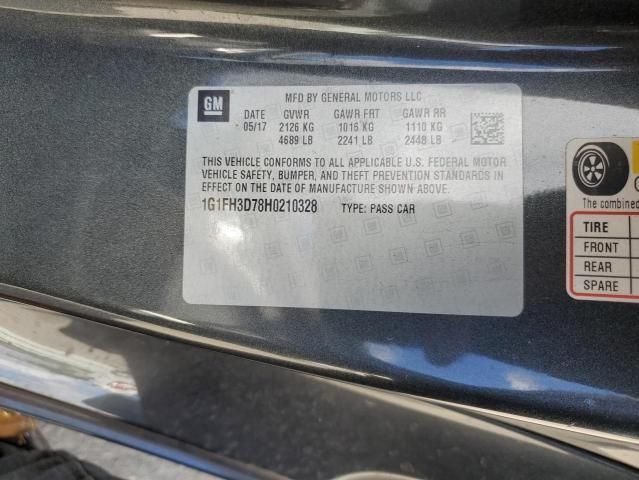 GM
MFD BY GENERAL MOTORS LLC
DATE GVWR GAWR FRT GAWR RR
05/17 2126 KG 1016 KG 1110 KG
4689 LB 2241 LB 2448 LB
THIS VEHICLE CONFORMS TO ALL APPLICABLE U.S. FEDERAL MOTOR
VEHICLE SAFETY, BUMPER, AND THEFT PREVENTION STANDARDS IN
EFFECT ON THE DATE OF MANUFACTURE SHOWN ABOVE.
1G1FH3D78H0210328 TYPE: PASS CAR
The combined
TIRE
FRONT
REAR
SPARE